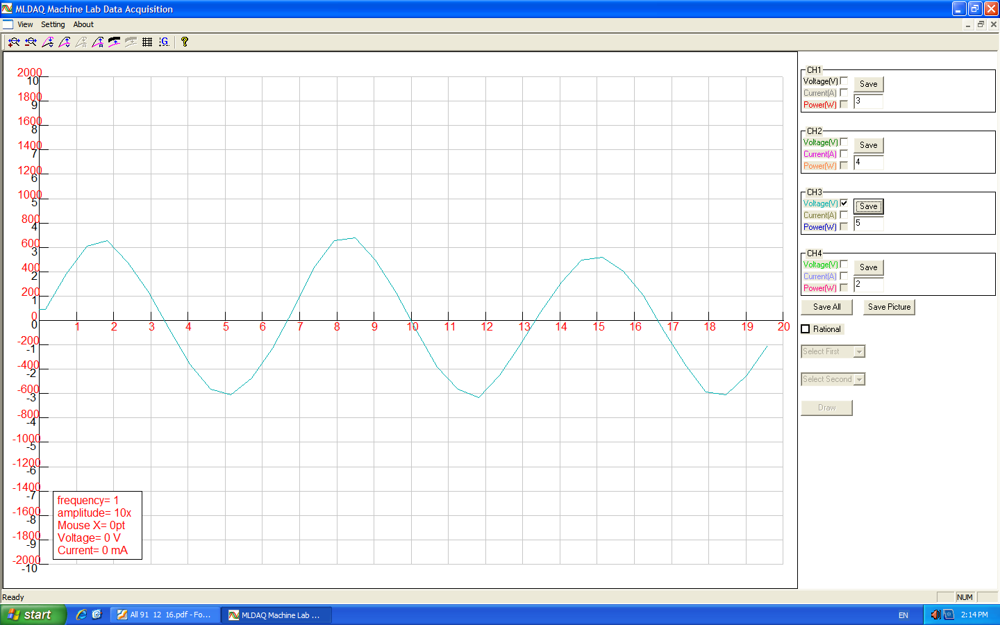 MLDAQ Machine Lab Data Acquisition
View Setting About
G ?
2000
10
1800
9
1600
8
1400
7
1200
6
1000
5
800
4
600
3
400
2
200
1
0
0
1 2 3 4 5 6 7 8 9 10 11 12 13 14 15 16 17 18 19 20
-200
-1
-400
-2
-600
-3
-800
-4
-1000
-5
-1200
-6
-1400
-7
-1600
-8
-1800
-9
-2000
-10
frequency= 1
amplitude= 10x
Mouse X= 0pt
Voltage= 0 V
Current= 0 mA
CH1
Voltage(V) Save
Current(A)
Power(W) 3
CH2
Voltage(V) Save
Current(A)
Power(W) 4
CH3
Voltage(V) Save
Current(A)
Power(W) 5
CH4
Voltage(V) Save
Current(A)
Power(W) 2
Save All Save Picture
Rational
Select First
Select Second
Draw
Ready NUM
start All 91 12 16.pdf - Fo... MLDAQ Machine Lab ... EN 2:14 PM